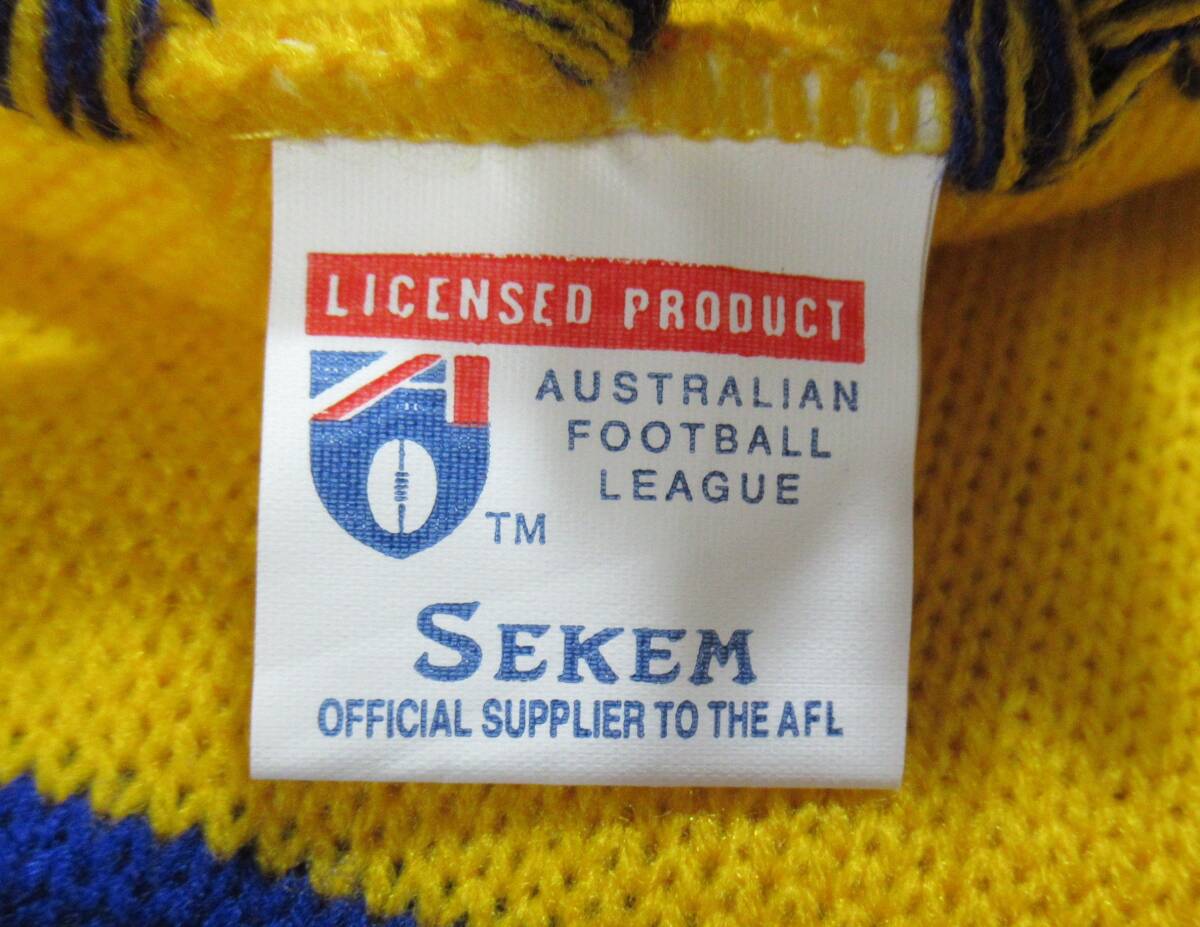 LICENSED PRODUCT
AUSTRALIAN
FOOTBALL
LEAGUE
TM
SEKEM
OFFICIAL SUPPLIER TO THE AFL